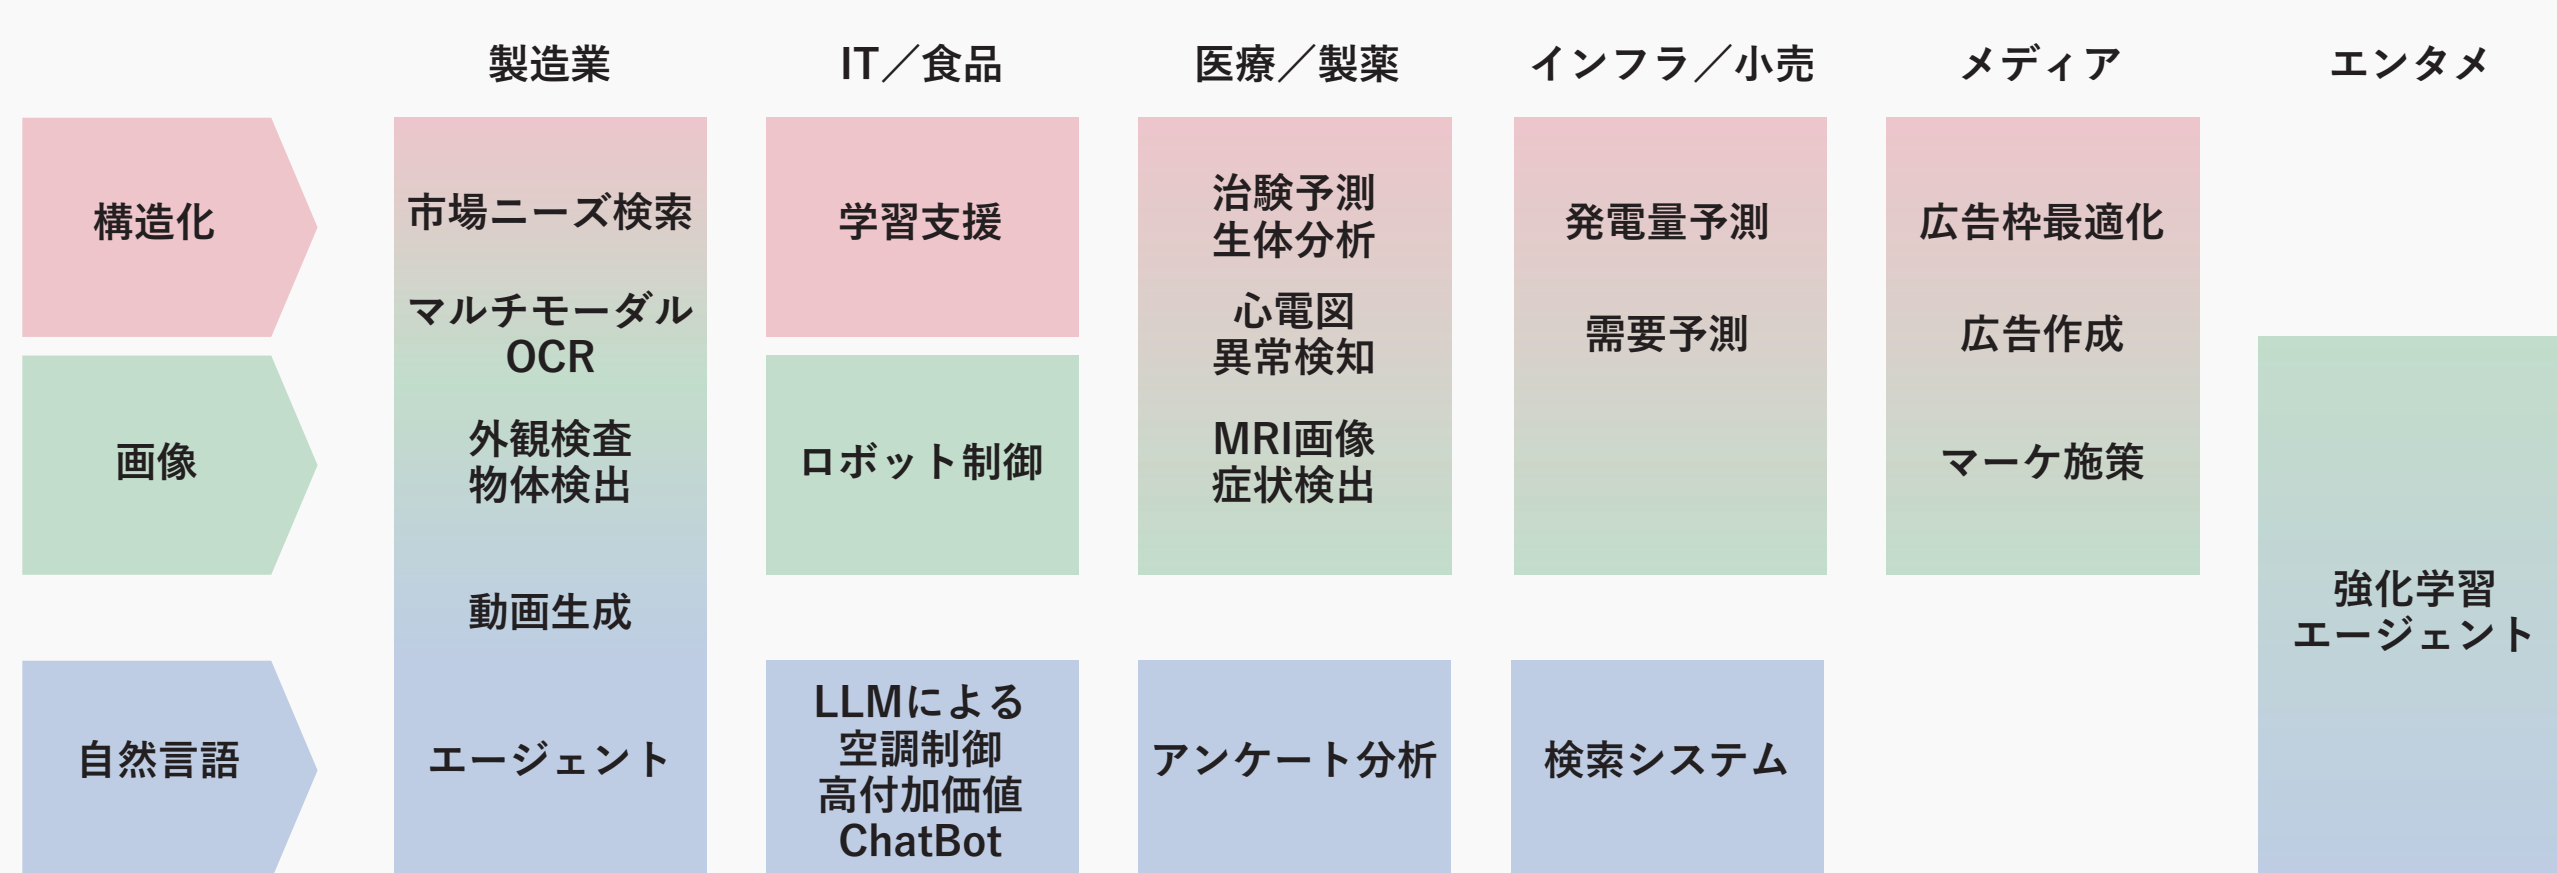 製造業
IT／食品
医療／製薬
インフラ／小売
メディア
エンタメ
構造化
市場ニーズ検索
学習支援
治験予測
生体分析
発電量予測
広告枠最適化
マルチモーダル
OCR
心電図
異常検知
需要予測
広告作成
画像
外観検査
物体検出
ロボット制御
MRI画像
症状検出
マーケ施策
動画生成
強化学習
エージェント
自然言語
エージェント
LLMによる
空調制御
高付加価値
ChatBot
アンケート分析
検索システム